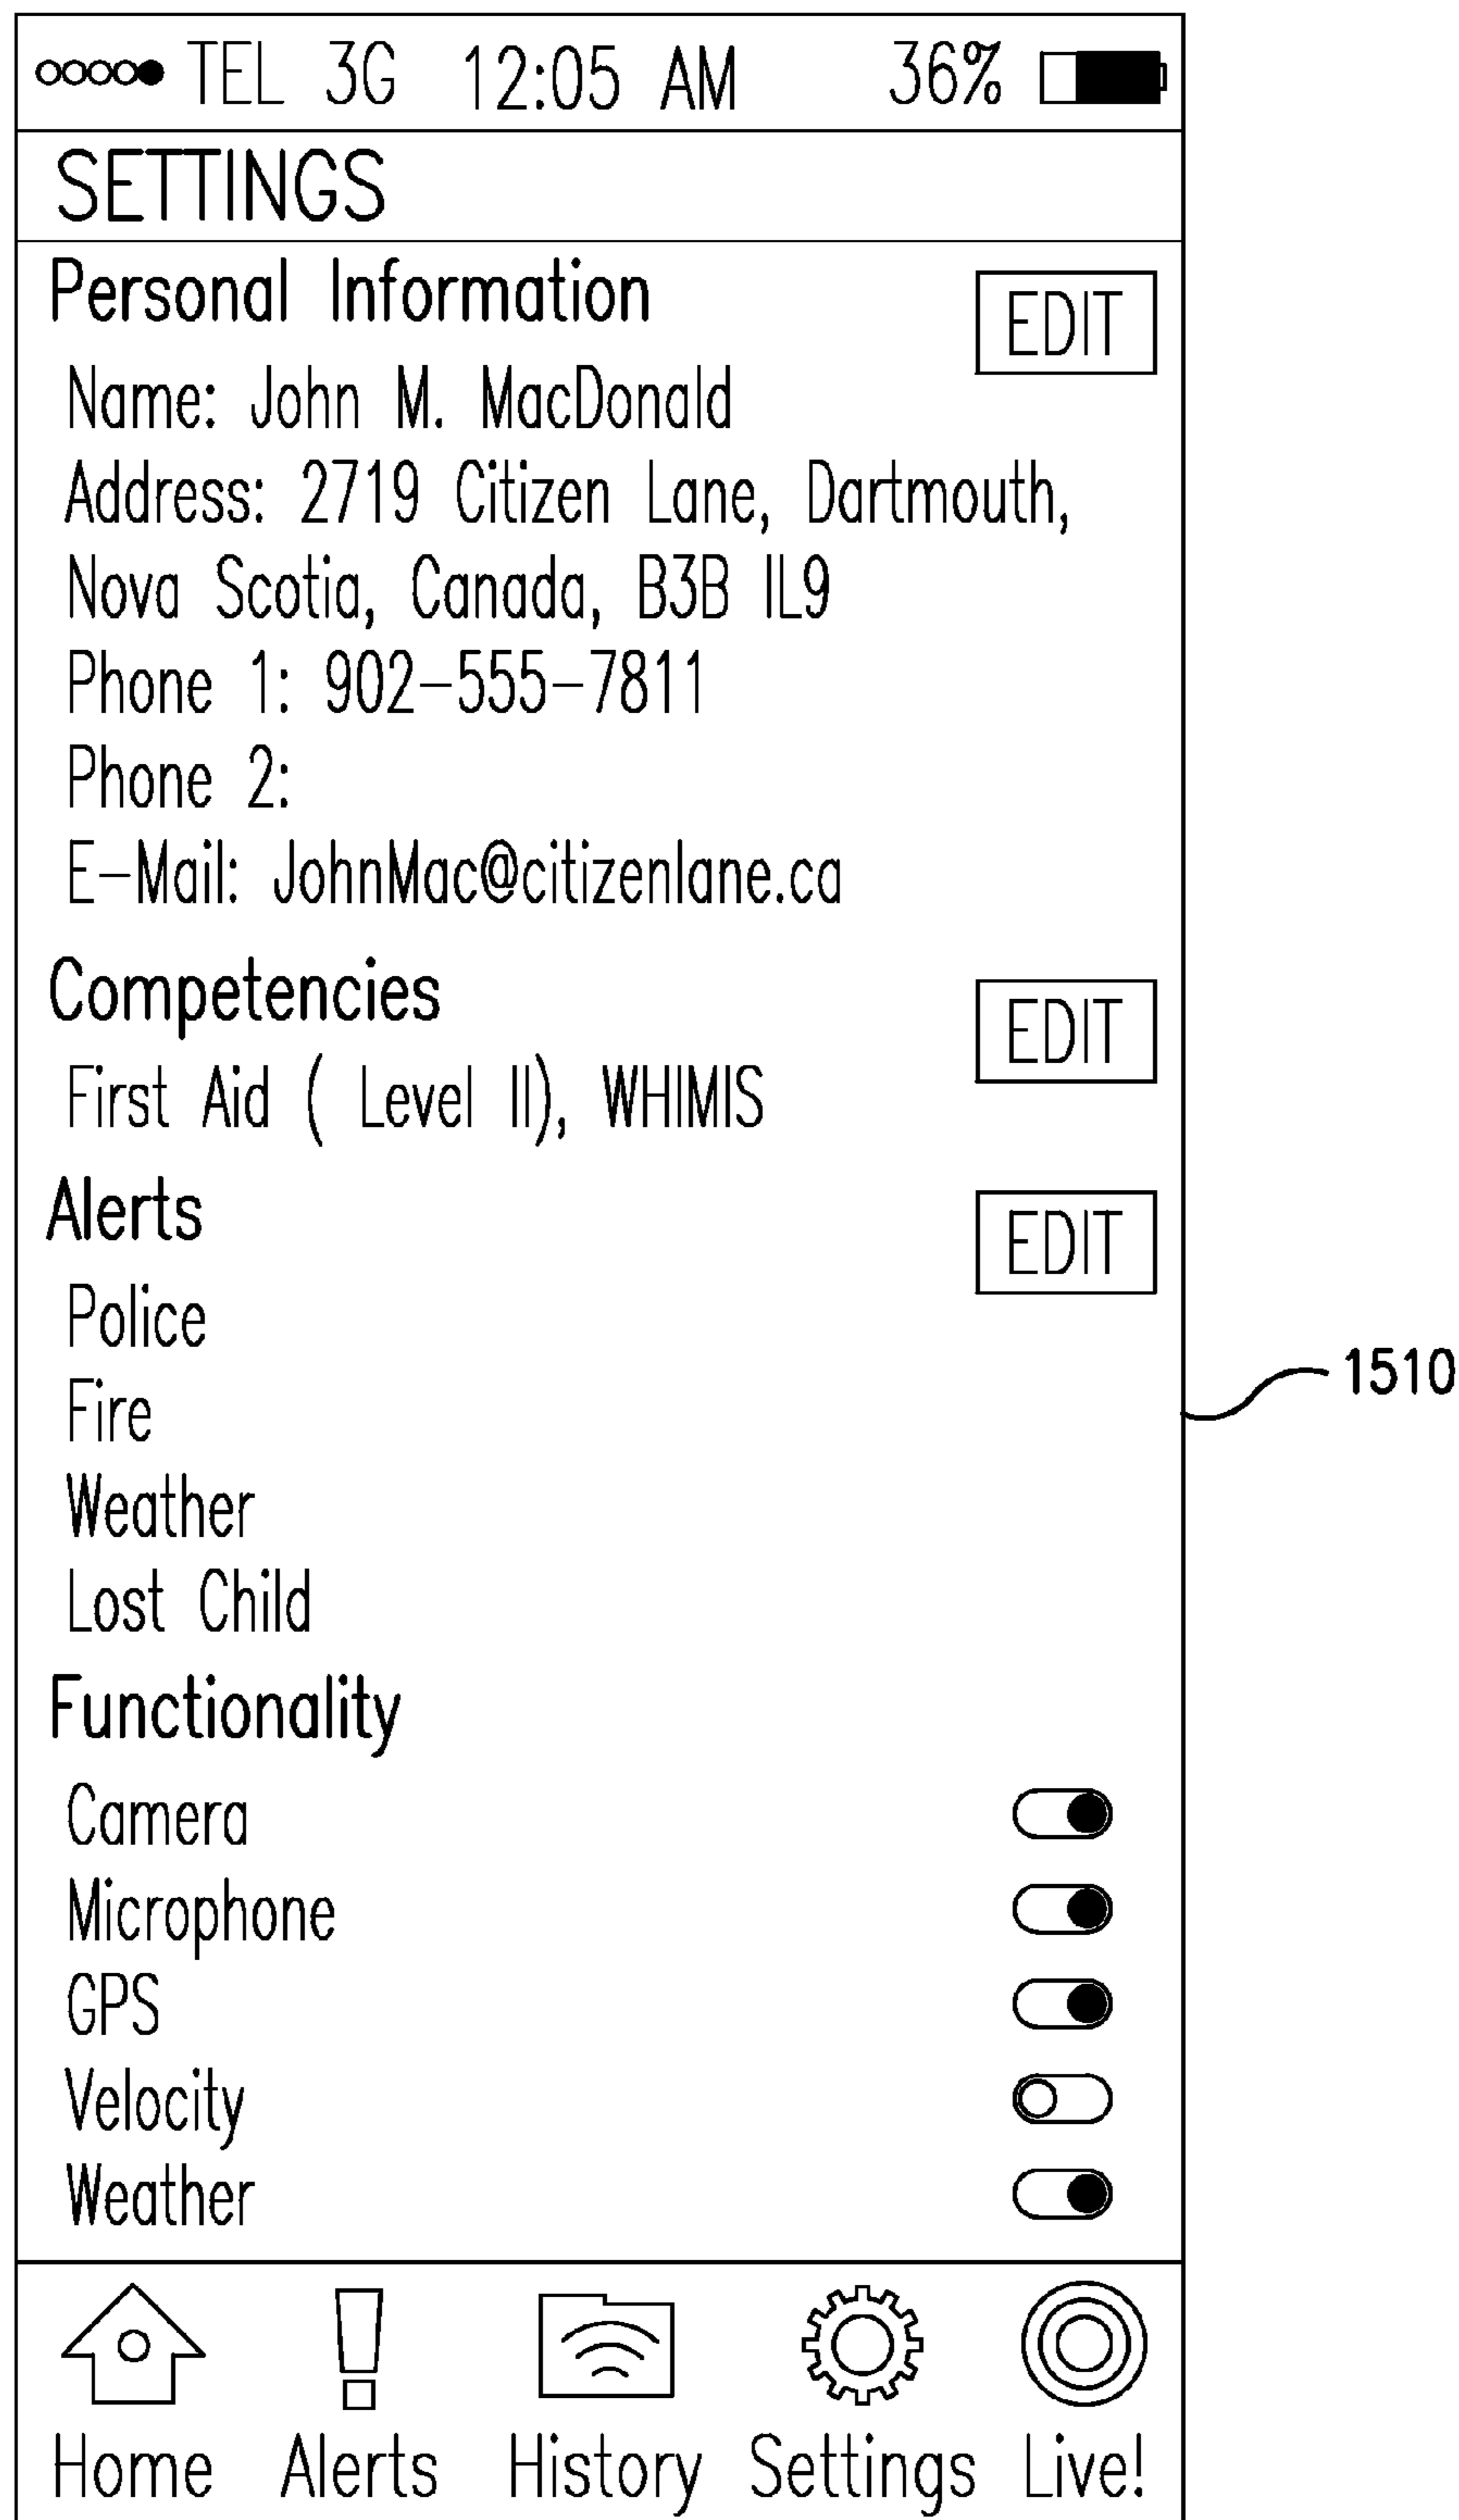 TEL 3G 12:05 AM 36%
SETTINGS
Personal Information EDIT
Name: John M. MacDonald
Address: 2719 Citizen Lane, Dartmouth,
Nova Scotia, Canada, B3B IL9
Phone 1: 902-555-7811
Phone 2:
E-Mail: JohnMac@citizenlane.ca
Competencies EDIT
First Aid ( Level II), WHIMIS
Alerts EDIT
Police
Fire
1510
Weather
Lost Child
Functionality
Camera
Microphone
GPS
Velocity
Weather
Home Alerts History Settings Live!